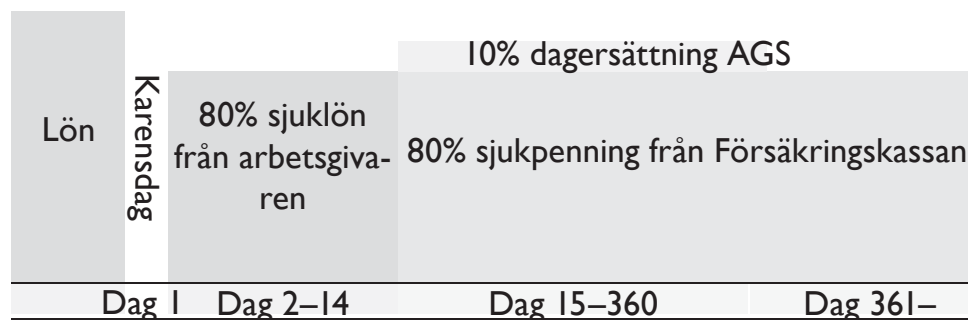 10% dagersättning AGS
Lön
Karensdag
80% sjuklön
från arbetsgiva-
ren
80% sjukpenning från Försäkringskassan
Dag 1
Dag 2–14
Dag 15–360
Dag 361–